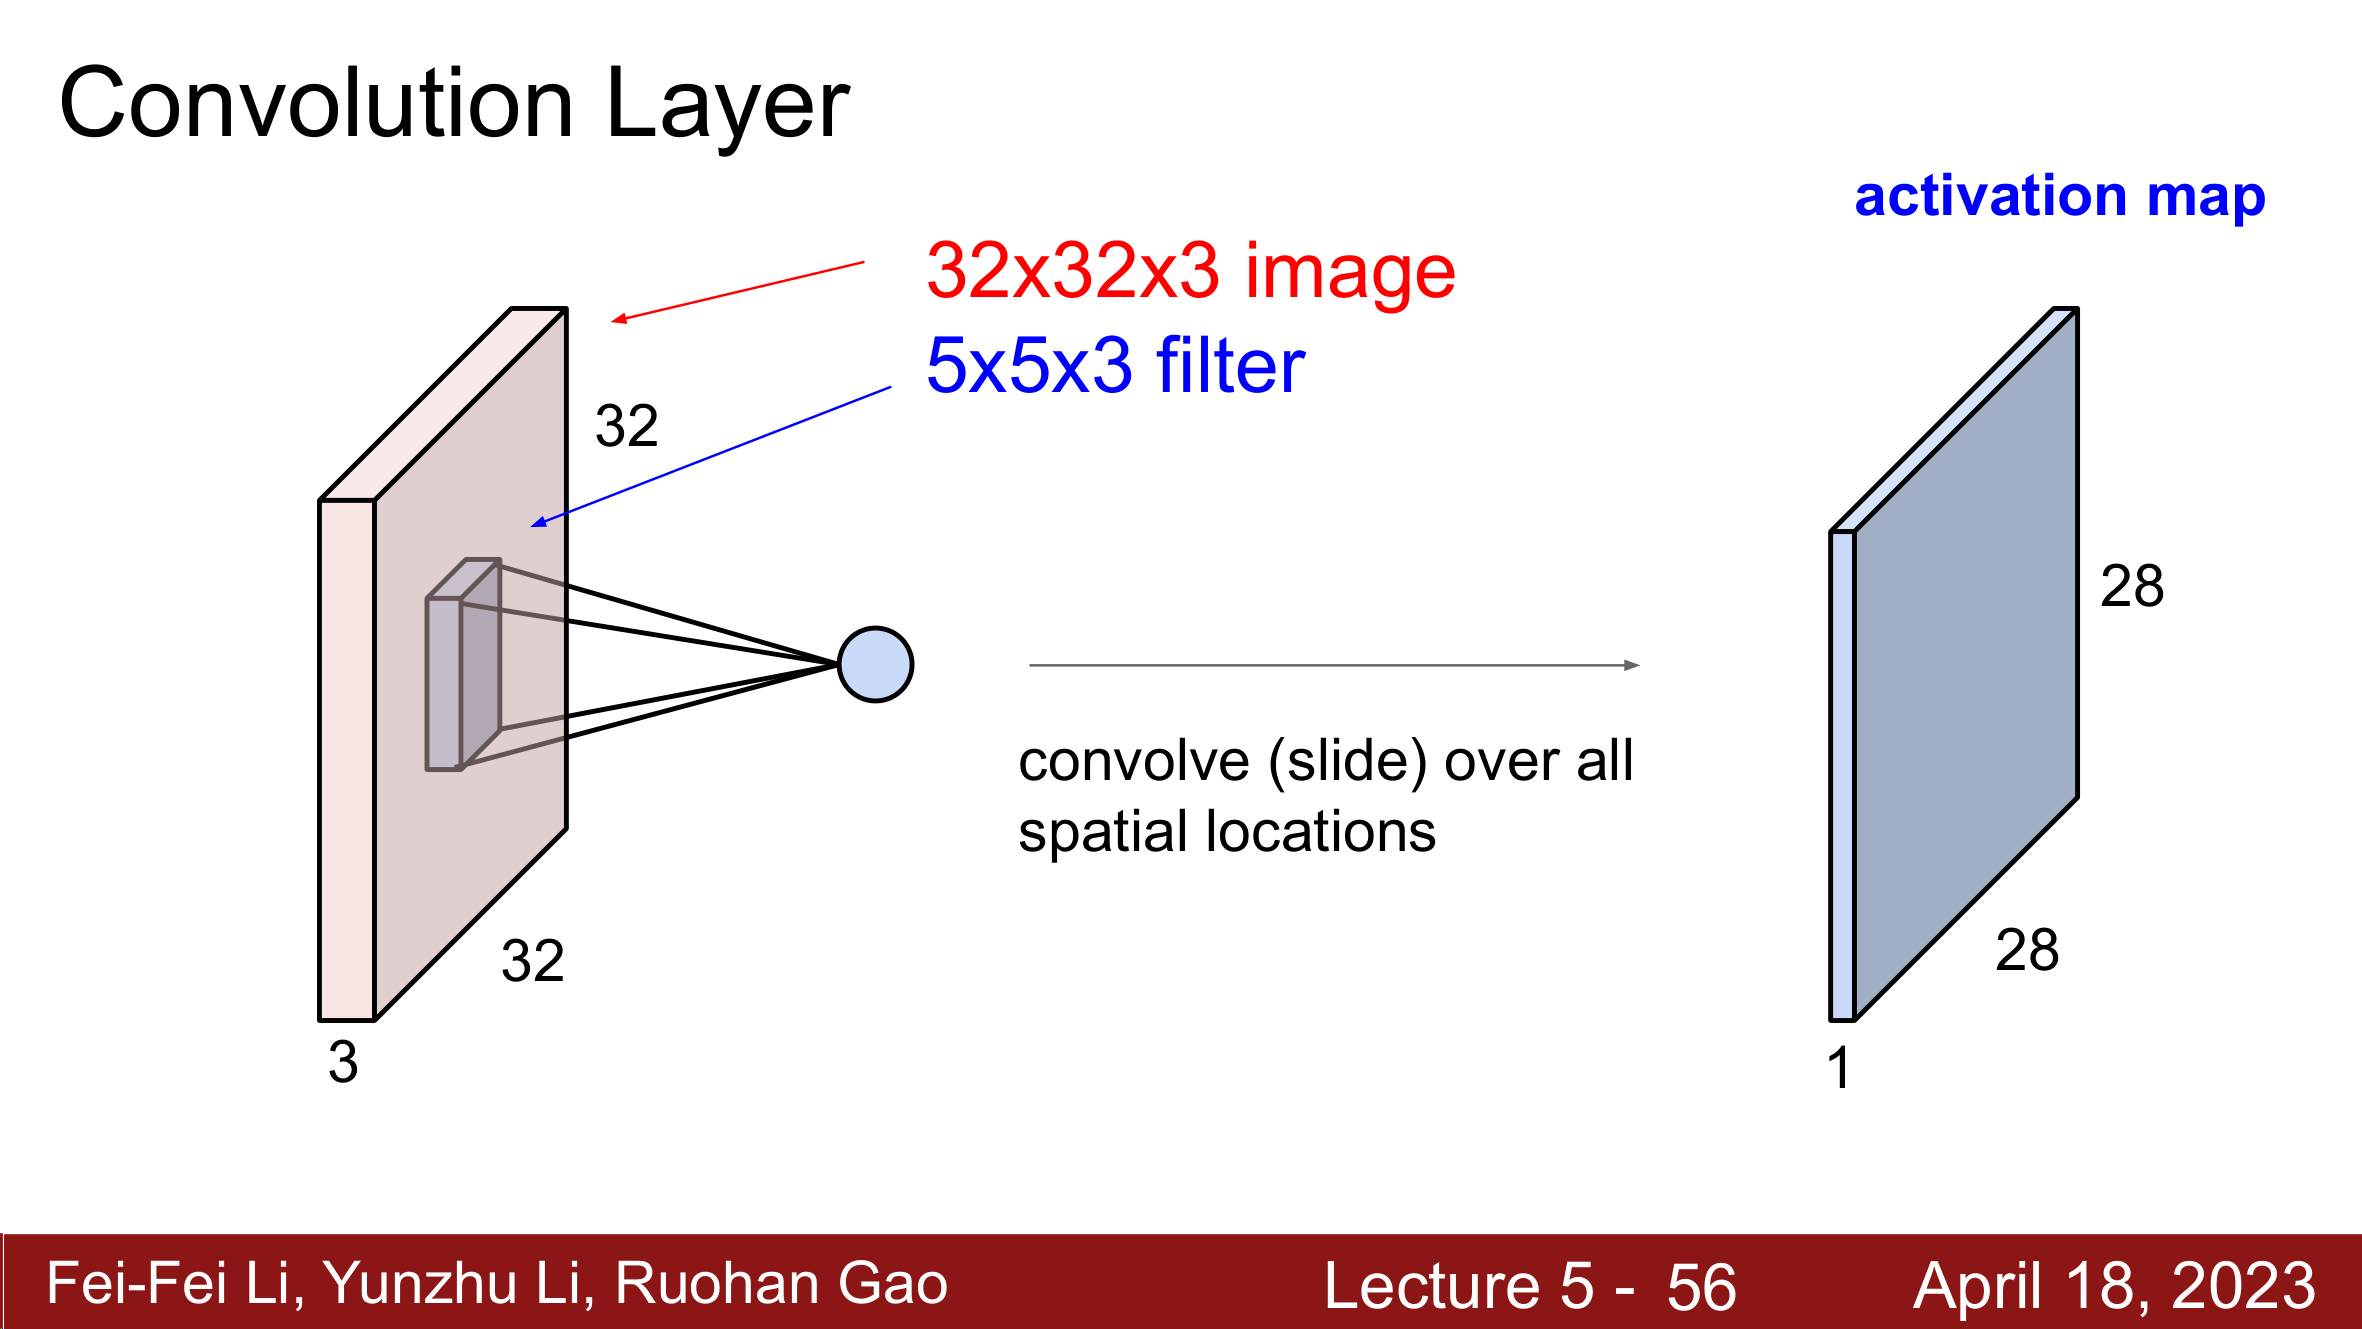 Convolution Layer
activation map
32x32x3 image
5x5x3 filter
32
28
convolve (slide) over all
spatial locations
32
28
3
1
Fei-Fei Li, Yunzhu Li, Ruohan Gao
Lecture 5 - 56
April 18, 2023